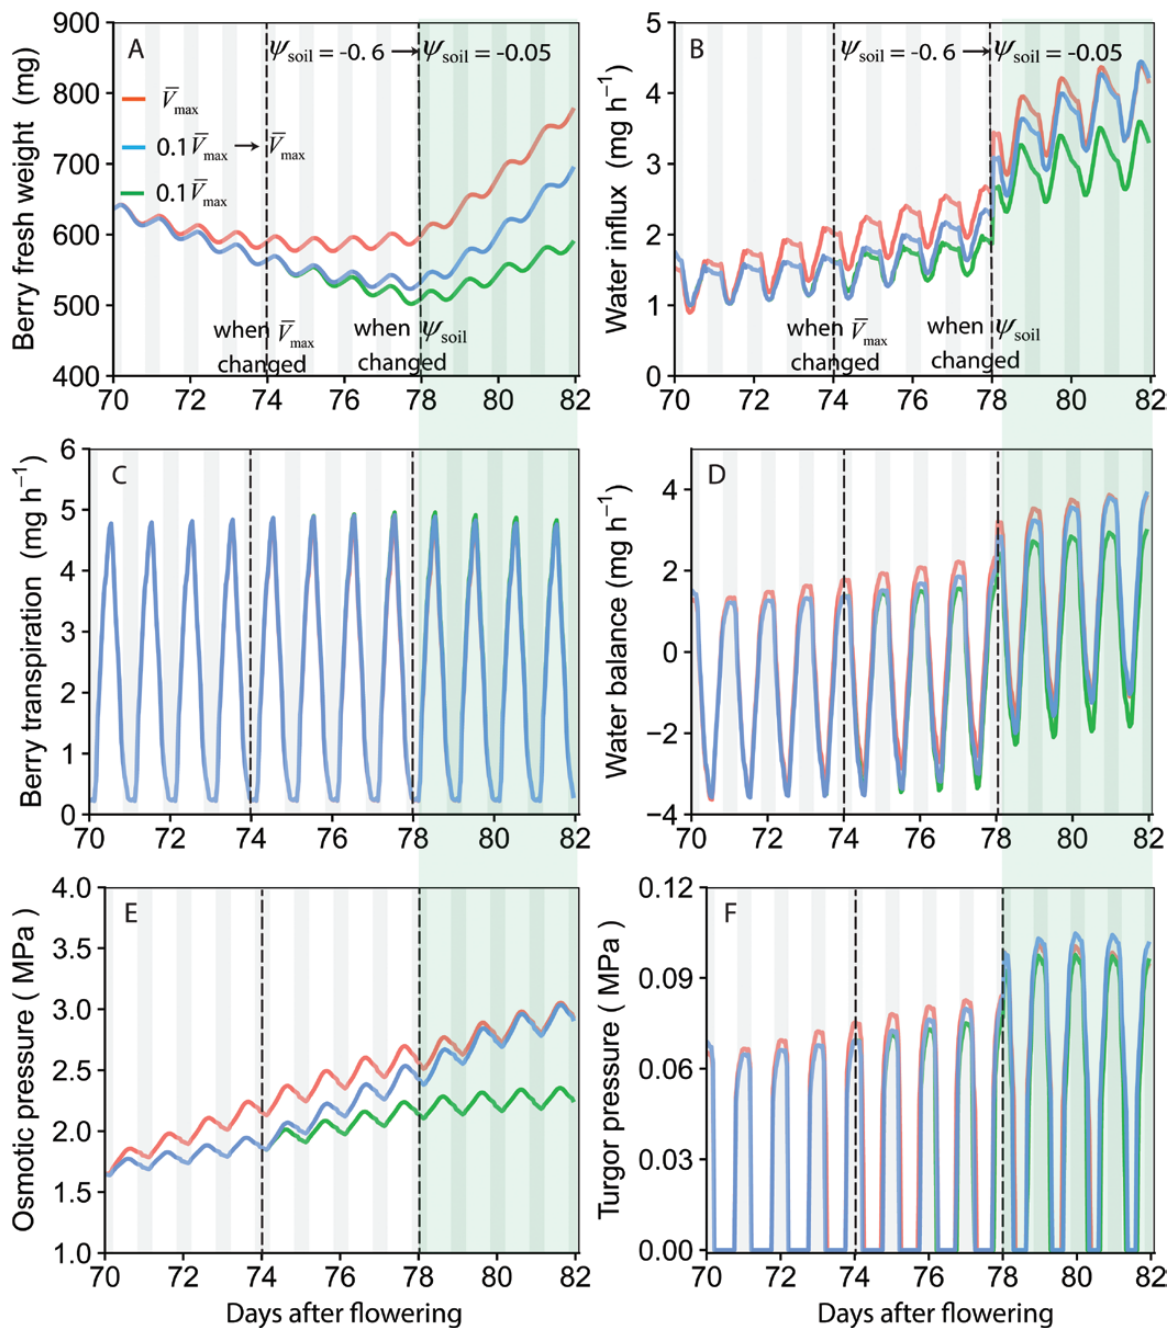 A
ψsoil = -0.6 → ψsoil = -0.05
V̄max
0.1 V̄max → V̄max
0.1 V̄max
when V̄max changed
when ψsoil changed
Berry fresh weight (mg)
900
800
700
600
500
400
70 72 74 76 78 80 82
B
ψsoil = -0.6 → ψsoil = -0.05
when V̄max changed
when ψsoil changed
Water influx (mg h⁻¹)
5
4
3
2
1
0
70 72 74 76 78 80 82
C
Berry transpiration (mg h⁻¹)
6
5
4
3
2
1
0
70 72 74 76 78 80 82
D
Water balance (mg h⁻¹)
4
2
0
−2
−4
70 72 74 76 78 80 82
E
Osmotic pressure ( MPa)
4.0
3.5
3.0
2.5
2.0
1.5
1.0
70 72 74 76 78 80 82
Days after flowering
F
Turgor pressure ( MPa)
0.12
0.09
0.06
0.03
0.00
70 72 74 76 78 80 82
Days after flowering